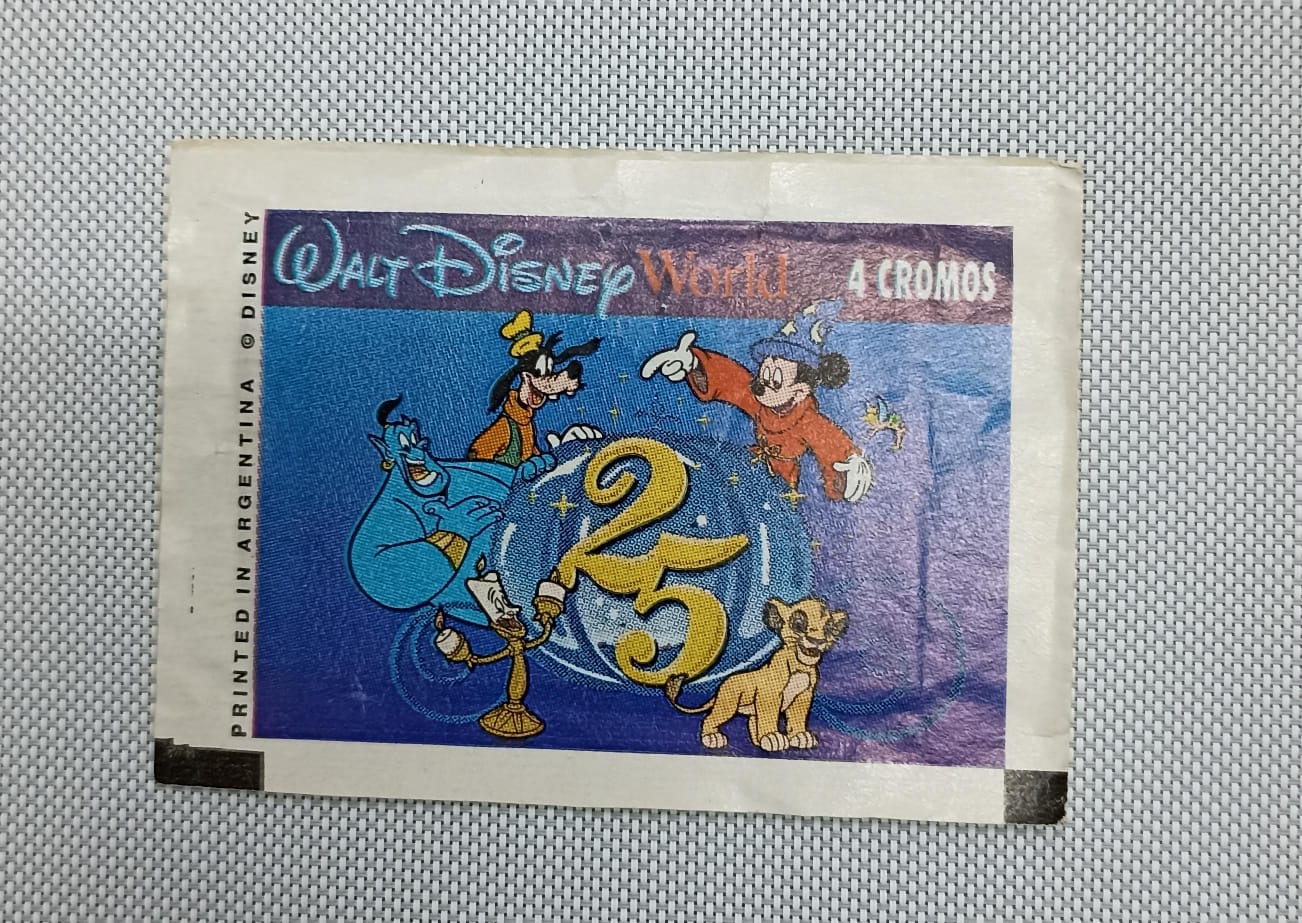 WALT DISNEY World
4 CROMOS
25
PRINTED IN ARGENTINA © DISNEY